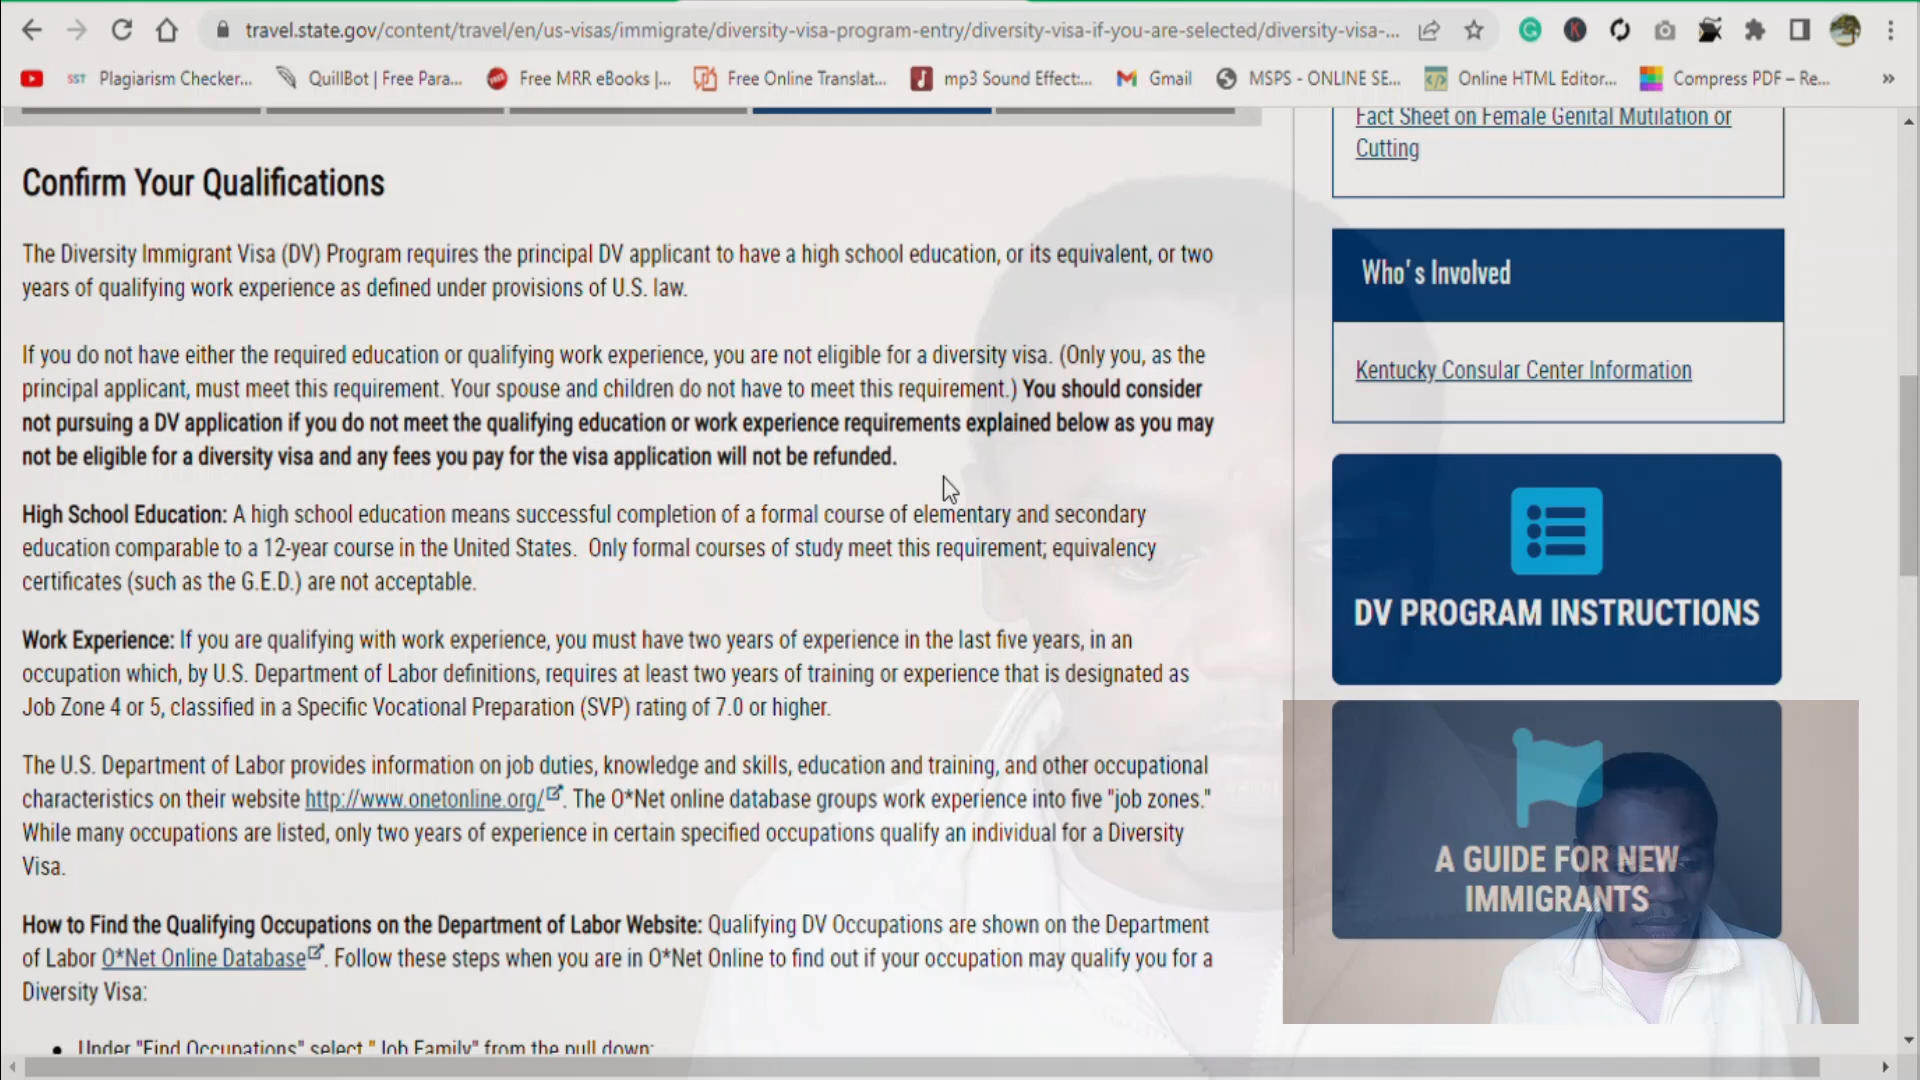 travel.state.gov/content/travel/en/us-visas/immigrate/diversity-visa-program-entry/diversity-visa-if-you-are-selected/diversity-visa-...
SST Plagiarism Checker... QuillBot | Free Para... Free MRR eBooks |... Free Online Translat... mp3 Sound Effect:... Gmail MSPS - ONLINE SE... Online HTML Editor... Compress PDF – Re... »
Confirm Your Qualifications
The Diversity Immigrant Visa (DV) Program requires the principal DV applicant to have a high school education, or its equivalent, or two
years of qualifying work experience as defined under provisions of U.S. law.
If you do not have either the required education or qualifying work experience, you are not eligible for a diversity visa. (Only you, as the
principal applicant, must meet this requirement. Your spouse and children do not have to meet this requirement.) You should consider
not pursuing a DV application if you do not meet the qualifying education or work experience requirements explained below as you may
not be eligible for a diversity visa and any fees you pay for the visa application will not be refunded.
High School Education: A high school education means successful completion of a formal course of elementary and secondary
education comparable to a 12-year course in the United States. Only formal courses of study meet this requirement; equivalency
certificates (such as the G.E.D.) are not acceptable.
Work Experience: If you are qualifying with work experience, you must have two years of experience in the last five years, in an
occupation which, by U.S. Department of Labor definitions, requires at least two years of training or experience that is designated as
Job Zone 4 or 5, classified in a Specific Vocational Preparation (SVP) rating of 7.0 or higher.
The U.S. Department of Labor provides information on job duties, knowledge and skills, education and training, and other occupational
characteristics on their website http://www.onetonline.org/. The O*Net online database groups work experience into five "job zones."
While many occupations are listed, only two years of experience in certain specified occupations qualify an individual for a Diversity
Visa.
How to Find the Qualifying Occupations on the Department of Labor Website: Qualifying DV Occupations are shown on the Department
of Labor O*Net Online Database. Follow these steps when you are in O*Net Online to find out if your occupation may qualify you for a
Diversity Visa:
• Under "Find Occupations" select " Job Family" from the pull down;
Fact Sheet on Female Genital Mutilation or
Cutting
Who's Involved
Kentucky Consular Center Information
DV PROGRAM INSTRUCTIONS
A GUIDE FOR NEW
IMMIGRANTS